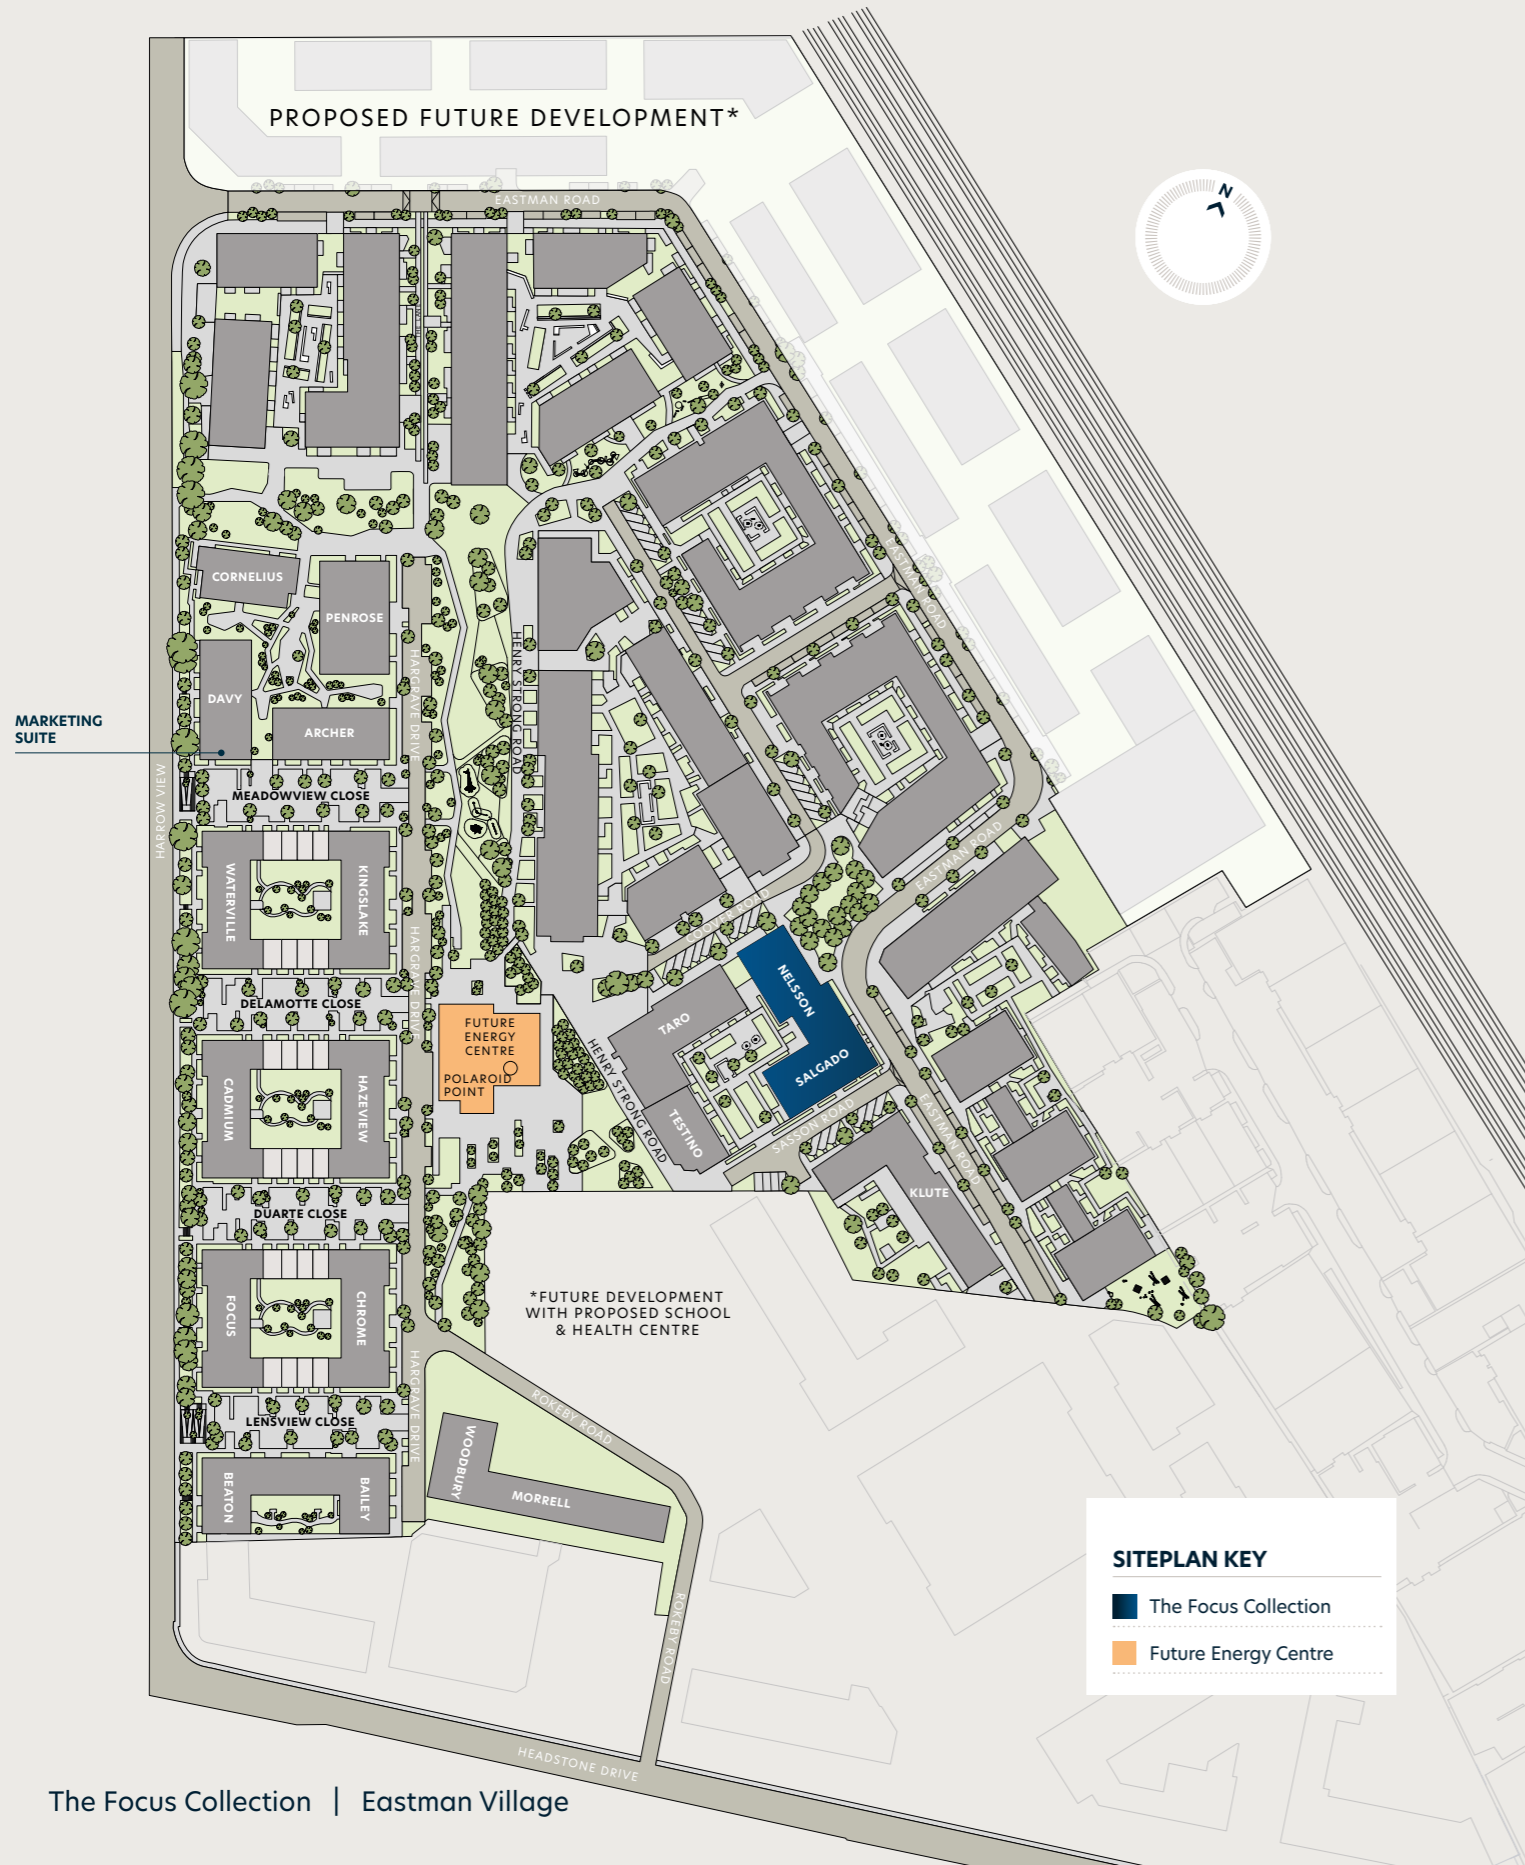 PROPOSED FUTURE DEVELOPMENT*
EASTMAN ROAD
N
CORNELIUS
PENROSE
DAVY
ARCHER
MARKETING
SUITE
HARROW VIEW
HARGRAVE DRIVE
HENRY STRONG ROAD
EASTMAN ROAD
MEADOWVIEW CLOSE
WATERVILLE
KINGSLAKE
HARGRAVE DRIVE
DELAMOTTE CLOSE
COOVER ROAD
EASTMAN ROAD
NELSSON
SALGADO
TARO
TESTINO
FUTURE
ENERGY
CENTRE
POLAROID
POINT
HENRY STRONG ROAD
SASSON ROAD
EASTMAN ROAD
CADMIUM
HAZEVIEW
DUARTE CLOSE
KLUTE
FOCUS
CHROME
*FUTURE DEVELOPMENT
WITH PROPOSED SCHOOL
& HEALTH CENTRE
HARGRAVE DRIVE
ROKEBY ROAD
LENSVIEW CLOSE
BEATON
BAILEY
WOODBURY
MORRELL
ROKEBY ROAD
HEADSTONE DRIVE
SITEPLAN KEY
The Focus Collection
Future Energy Centre
The Focus Collection | Eastman Village